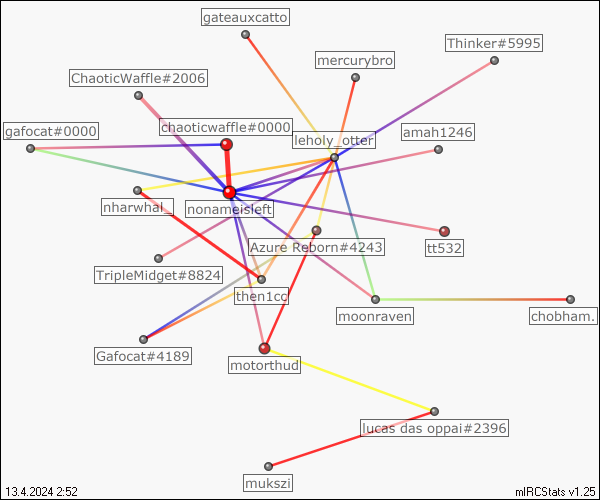 gateauxcatto
Thinker#5995
mercurybro
ChaoticWaffle#2006
gafocat#0000
chaoticwaffle#0000
amah1246
leholy_otter
nharwhal_
nonameisleft
Azure Reborn#4243
tt532
TripleMidget#8824
then1cc
moonraven
chobham.
Gafocat#4189
motorthud
lucas das oppai#2396
mukszi
13.4.2024 2:52
mIRCStats v1.25